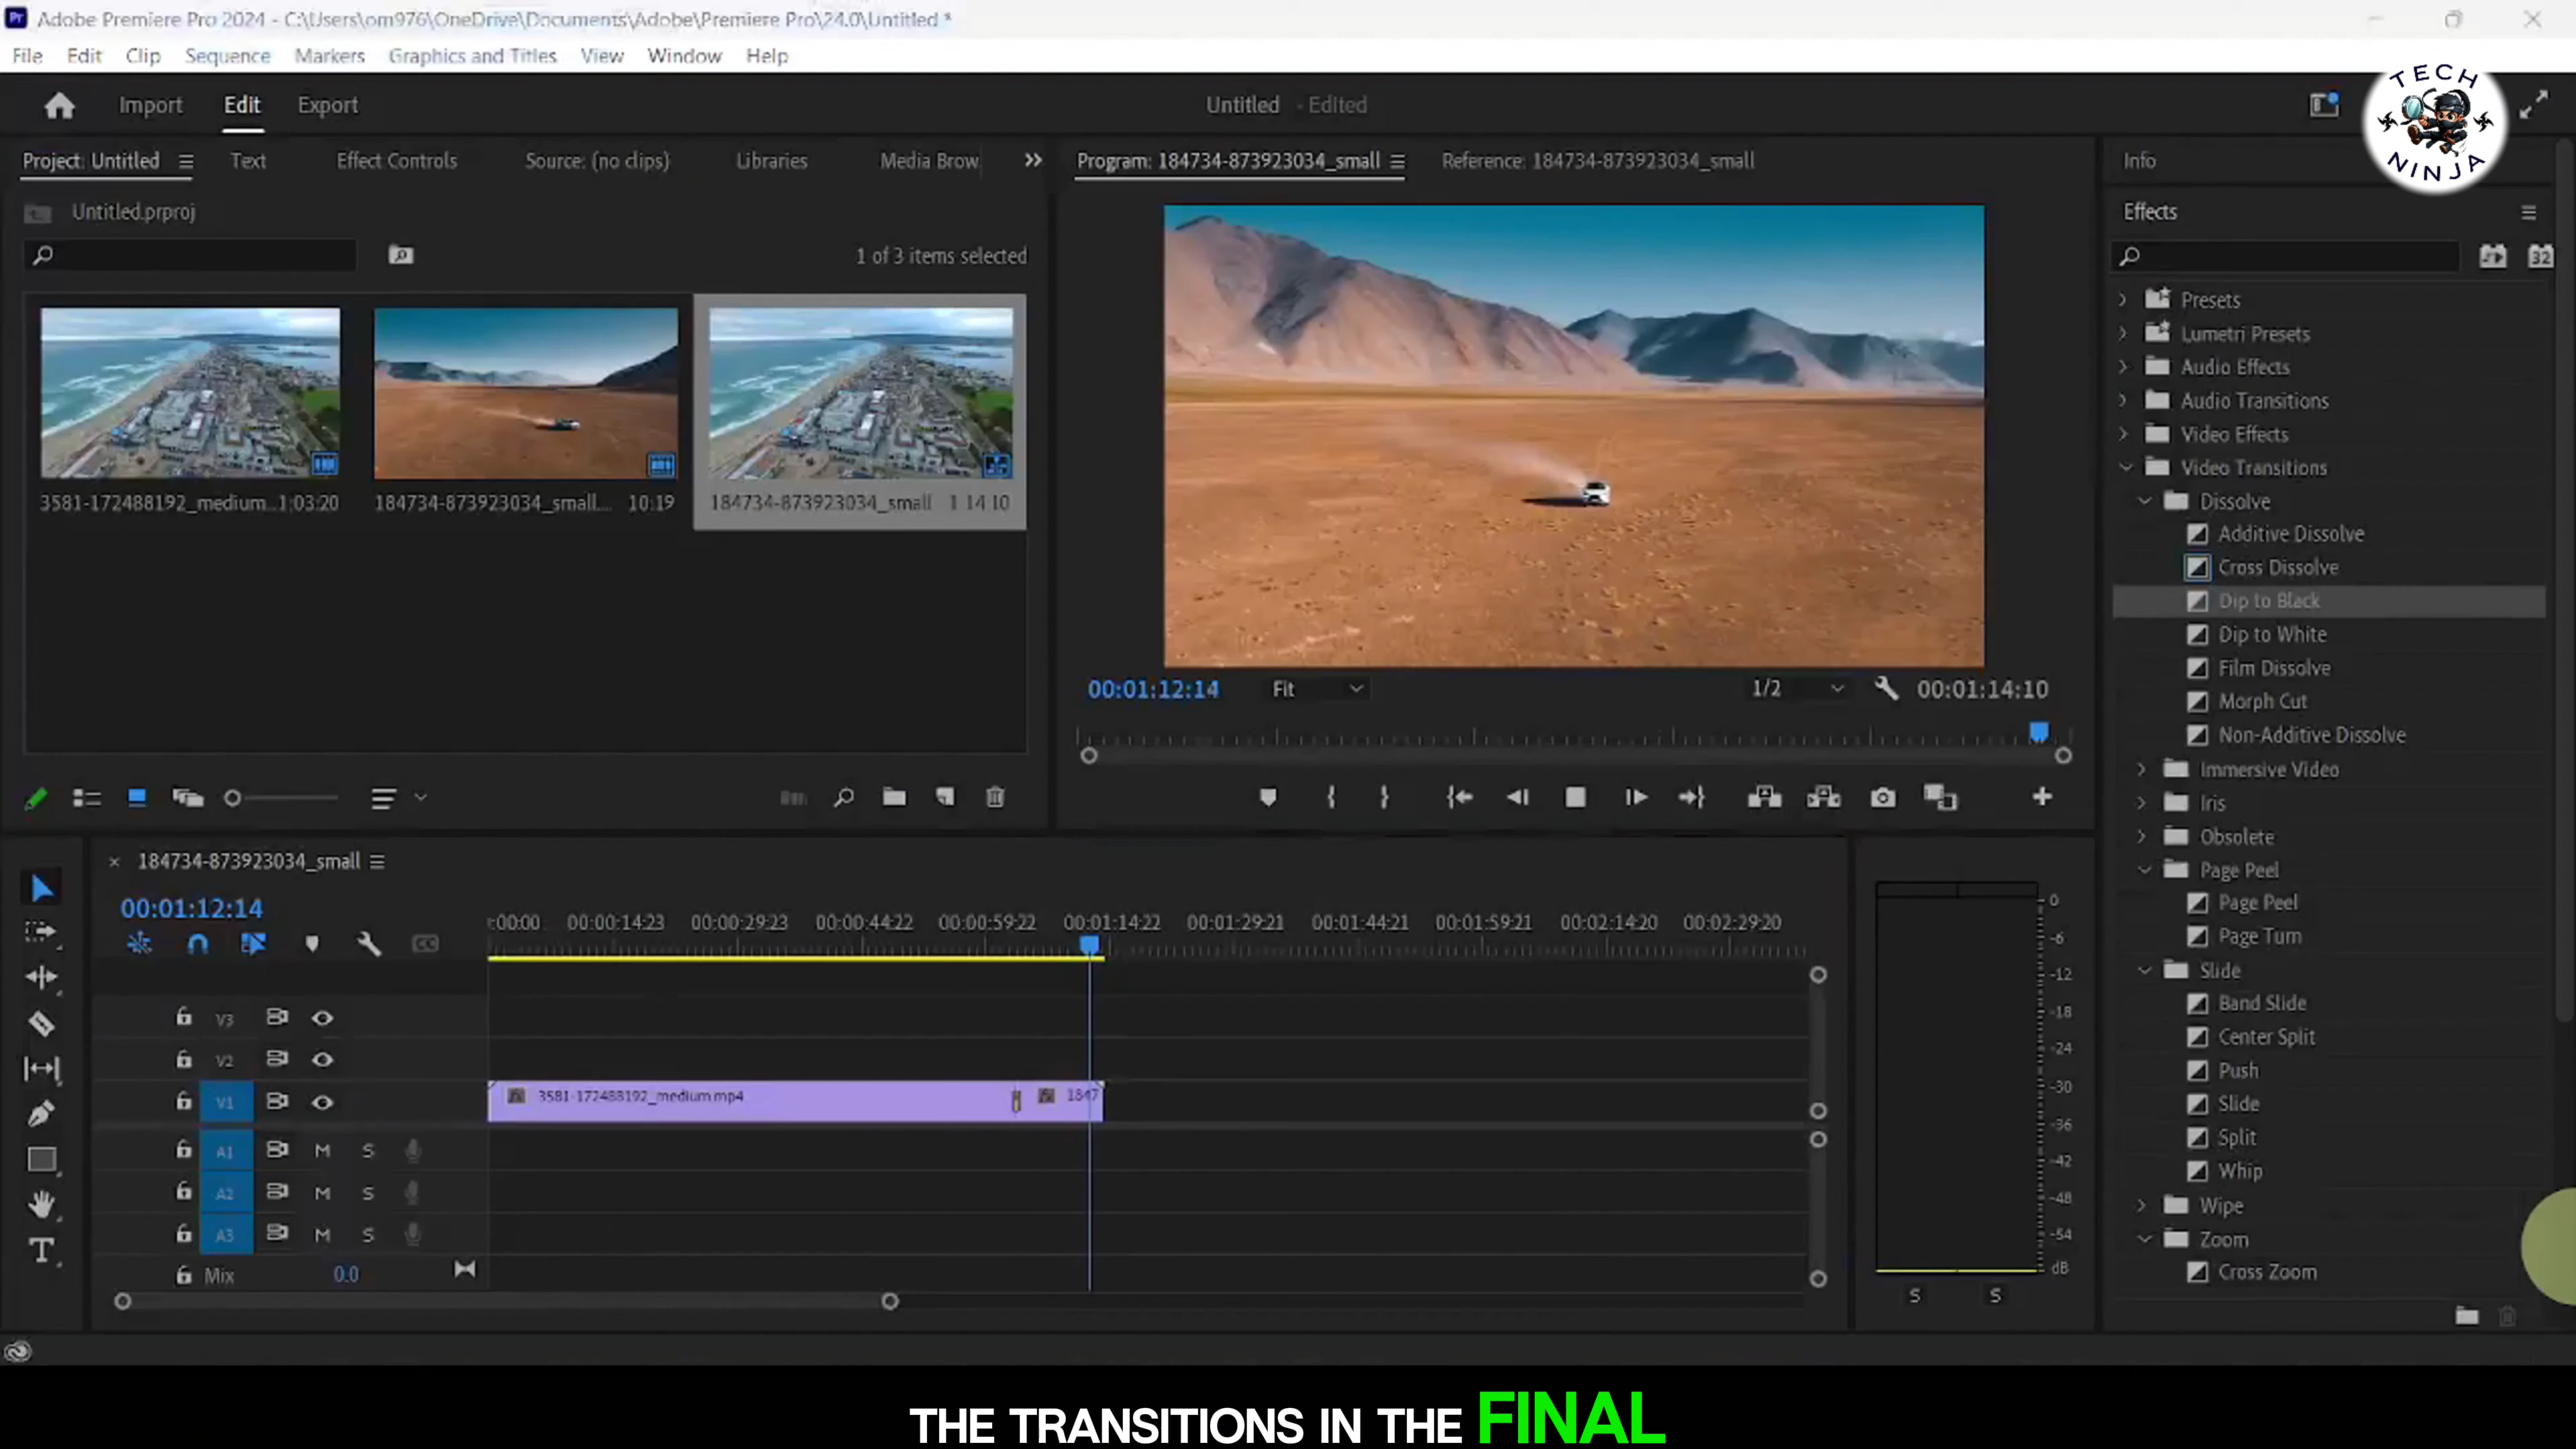 Adobe Premiere Pro 2024 - C:\Users\om976\OneDrive\Documents\Adobe\Premiere Pro\24.0\Untitled *
File Edit Clip Sequence Markers Graphics and Titles View Window Help
TECH NINJA
Import Edit Export
Untitled - Edited
Project: Untitled Text Effect Controls Source: (no clips) Libraries Media Brow
Untitled.prproj
1 of 3 items selected
3581-172488192_medium... 1:03:20
184734-873923034_small.... 10:19
184734-873923034_small 1 14 10
Program: 184734-873923034_small Reference: 184734-873923034_small
00:01:12:14 Fit 1/2 00:01:14:10
Info
Effects
32
Presets
Lumetri Presets
Audio Effects
Audio Transitions
Video Effects
Video Transitions
Dissolve
Additive Dissolve
Cross Dissolve
Dip to Black
Dip to White
Film Dissolve
Morph Cut
Non-Additive Dissolve
Immersive Video
Iris
Obsolete
Page Peel
Page Peel
Page Turn
Slide
Band Slide
Center Split
Push
Slide
Split
Whip
Wipe
Zoom
Cross Zoom
184734-873923034_small
00:01:12:14
:00:00 00:00:14:23 00:00:29:23 00:00:44:22 00:00:59:22 00:01:14:22 00:01:29:21 00:01:44:21 00:01:59:21 00:02:14:20 00:02:29:20
CC
V3
V2
V1 fx 3581-172488192_medium.mp4 fx 1847
A1 M S
A2 M S
A3 M S
Mix 0.0
0
-6
-12
-18
-24
-30
-36
-42
-48
-54
dB
S S
THE TRANSITIONS IN THE FINAL